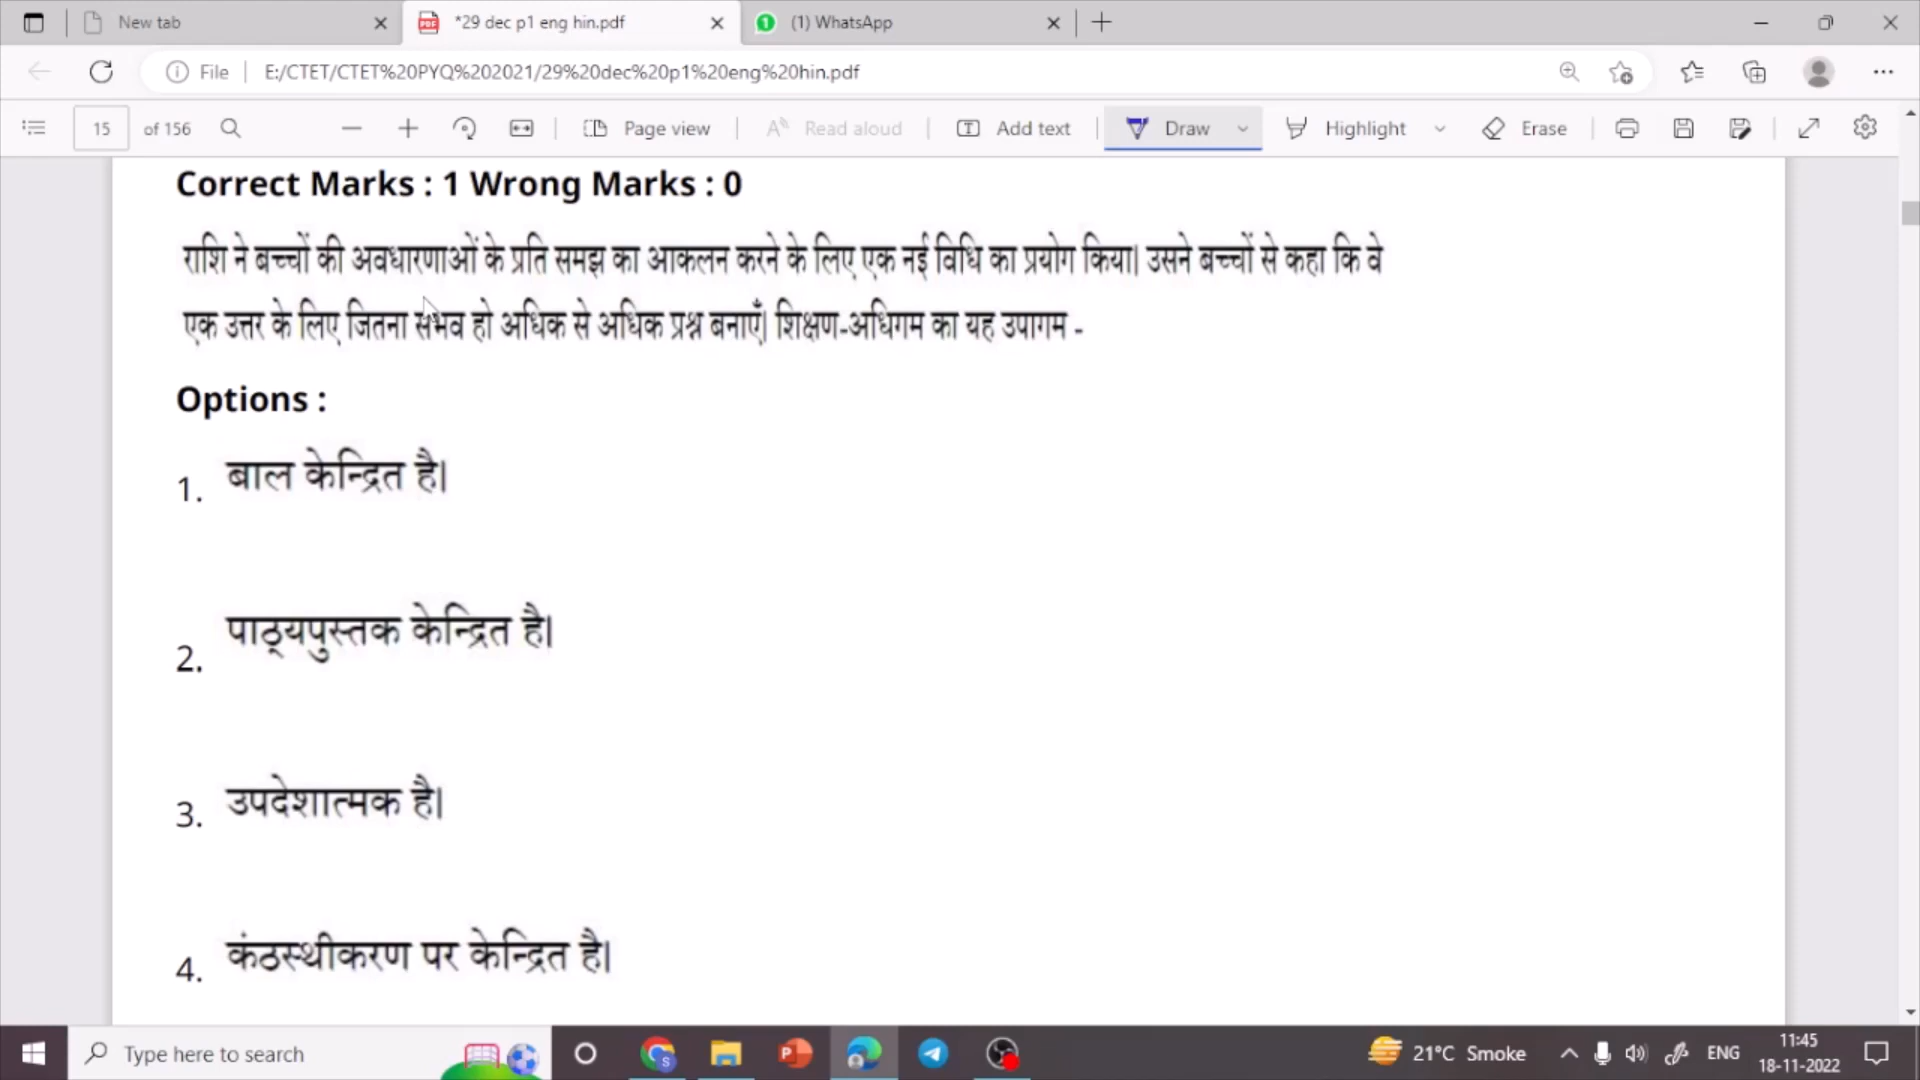 New tab
*29 dec p1 eng hin.pdf
(1) WhatsApp
File
E:/CTET/CTET%20PYQ%202021/29%20dec%20p1%20eng%20hin.pdf
15 of 156
Page view
Read aloud
Add text
Draw
Highlight
Erase
Correct Marks : 1 Wrong Marks : 0
राशि ने बच्चों की अवधारणाओं के प्रति समझ का आकलन करने के लिए एक नई विधि का प्रयोग किया| उसने बच्चों से कहा कि वे
एक उत्तर के लिए जितना संभव हो अधिक से अधिक प्रश्न बनाएँ| शिक्षण-अधिगम का यह उपागम -
Options :
1. बाल केन्द्रित है|
2. पाठ्यपुस्तक केन्द्रित है|
3. उपदेशात्मक है|
4. कंठस्थीकरण पर केन्द्रित है|
Type here to search
21°C Smoke
ENG
11:45
18-11-2022